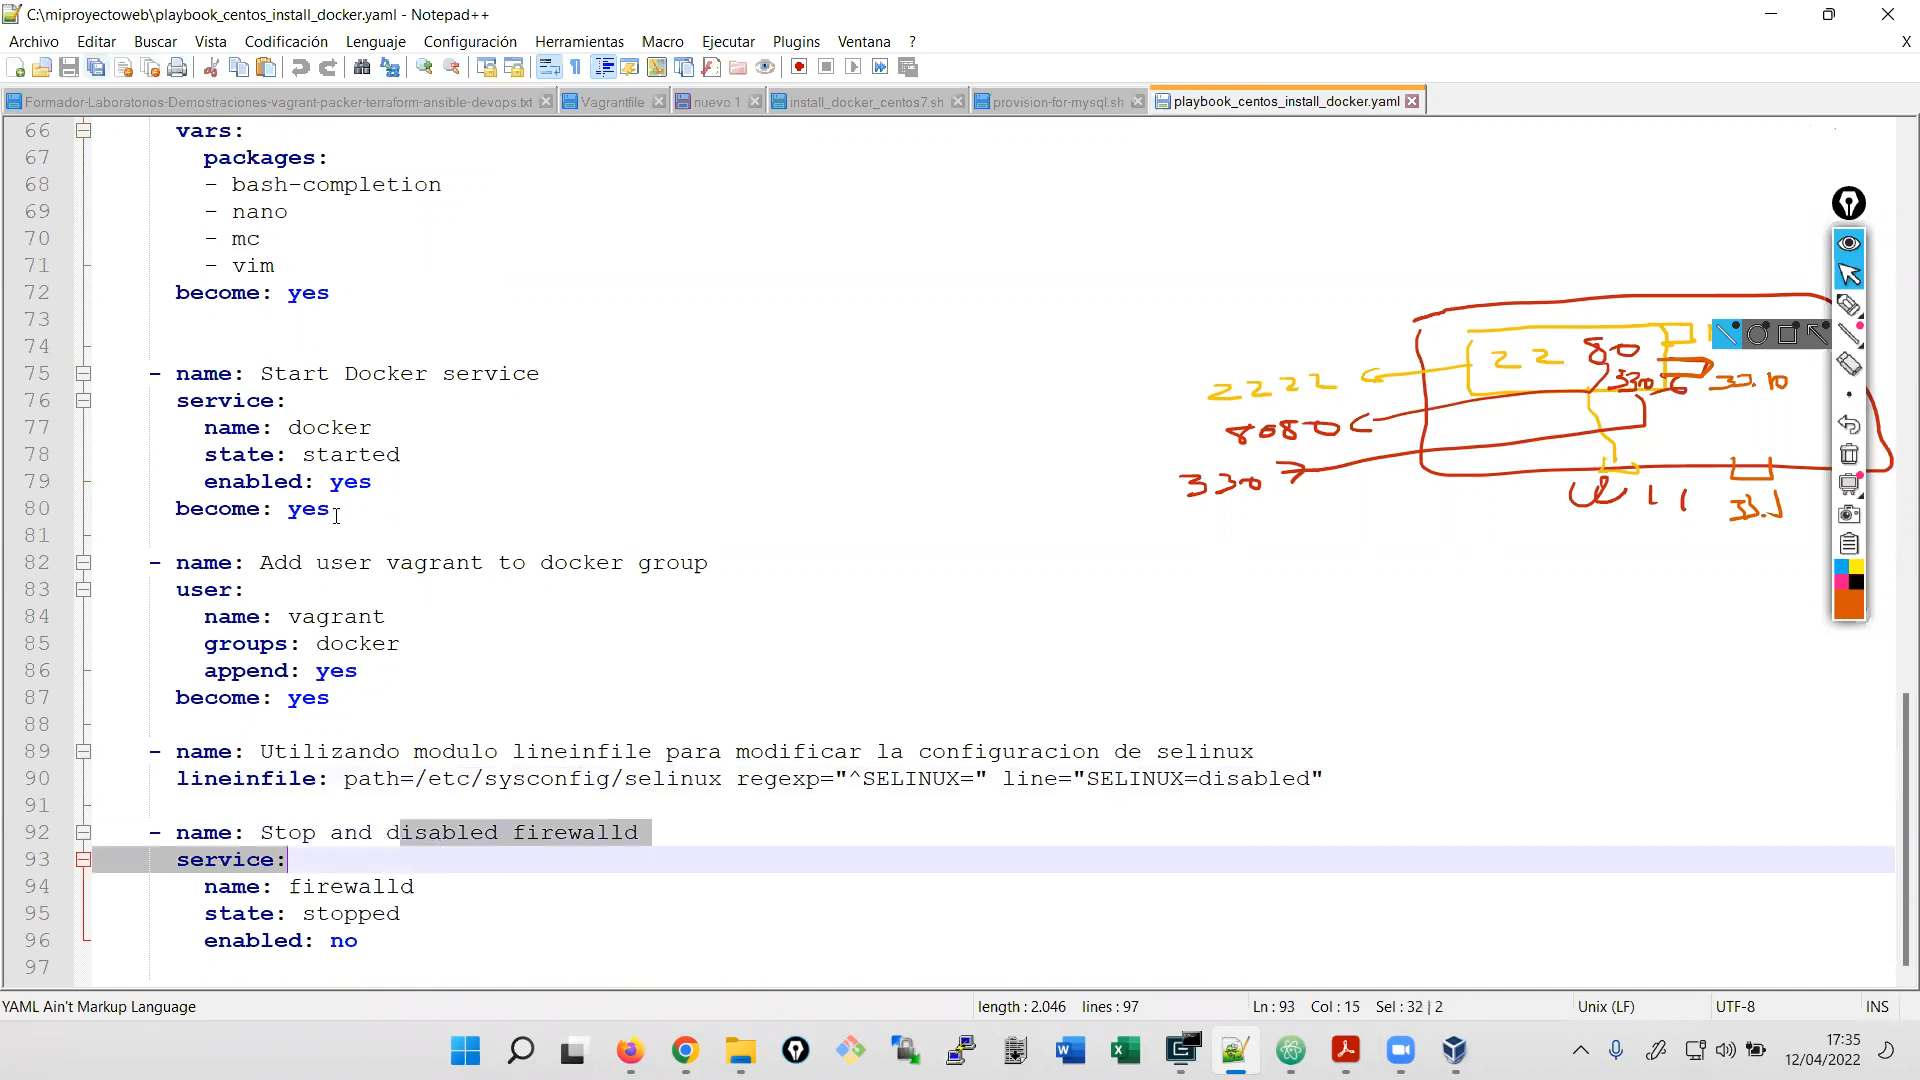 C:\miproyectoweb\playbook_centos_install_docker.yaml - Notepad++
Archivo Editar Buscar Vista Codificación Lenguaje Configuración Herramientas Macro Ejecutar Plugins Ventana ? X
Formador-Laboratorios-Demostraciones-vagrant-packer-terraform-ansible-devops.txt Vagrantfile nuevo 1 install_docker_centos7.sh provision-for-mysql.sh playbook_centos_install_docker.yaml
66 vars:
67 packages:
68 - bash-completion
69 - nano
70 - mc
71 - vim
72 become: yes
73
74
75 - name: Start Docker service
76 service:
77 name: docker
78 state: started
79 enabled: yes
80 become: yes
81
82 - name: Add user vagrant to docker group
83 user:
84 name: vagrant
85 groups: docker
86 append: yes
87 become: yes
88
89 - name: Utilizando modulo lineinfile para modificar la configuracion de selinux
90 lineinfile: path=/etc/sysconfig/selinux regexp="^SELINUX=" line="SELINUX=disabled"
91
92 - name: Stop and disabled firewalld
93 service:
94 name: firewalld
95 state: stopped
96 enabled: no
97
22 80
3306 33.10
2222
8080
330
33.1
YAML Ain't Markup Language length : 2.046 lines : 97 Ln : 93 Col : 15 Sel : 32 | 2 Unix (LF) UTF-8 INS
17:35
12/04/2022